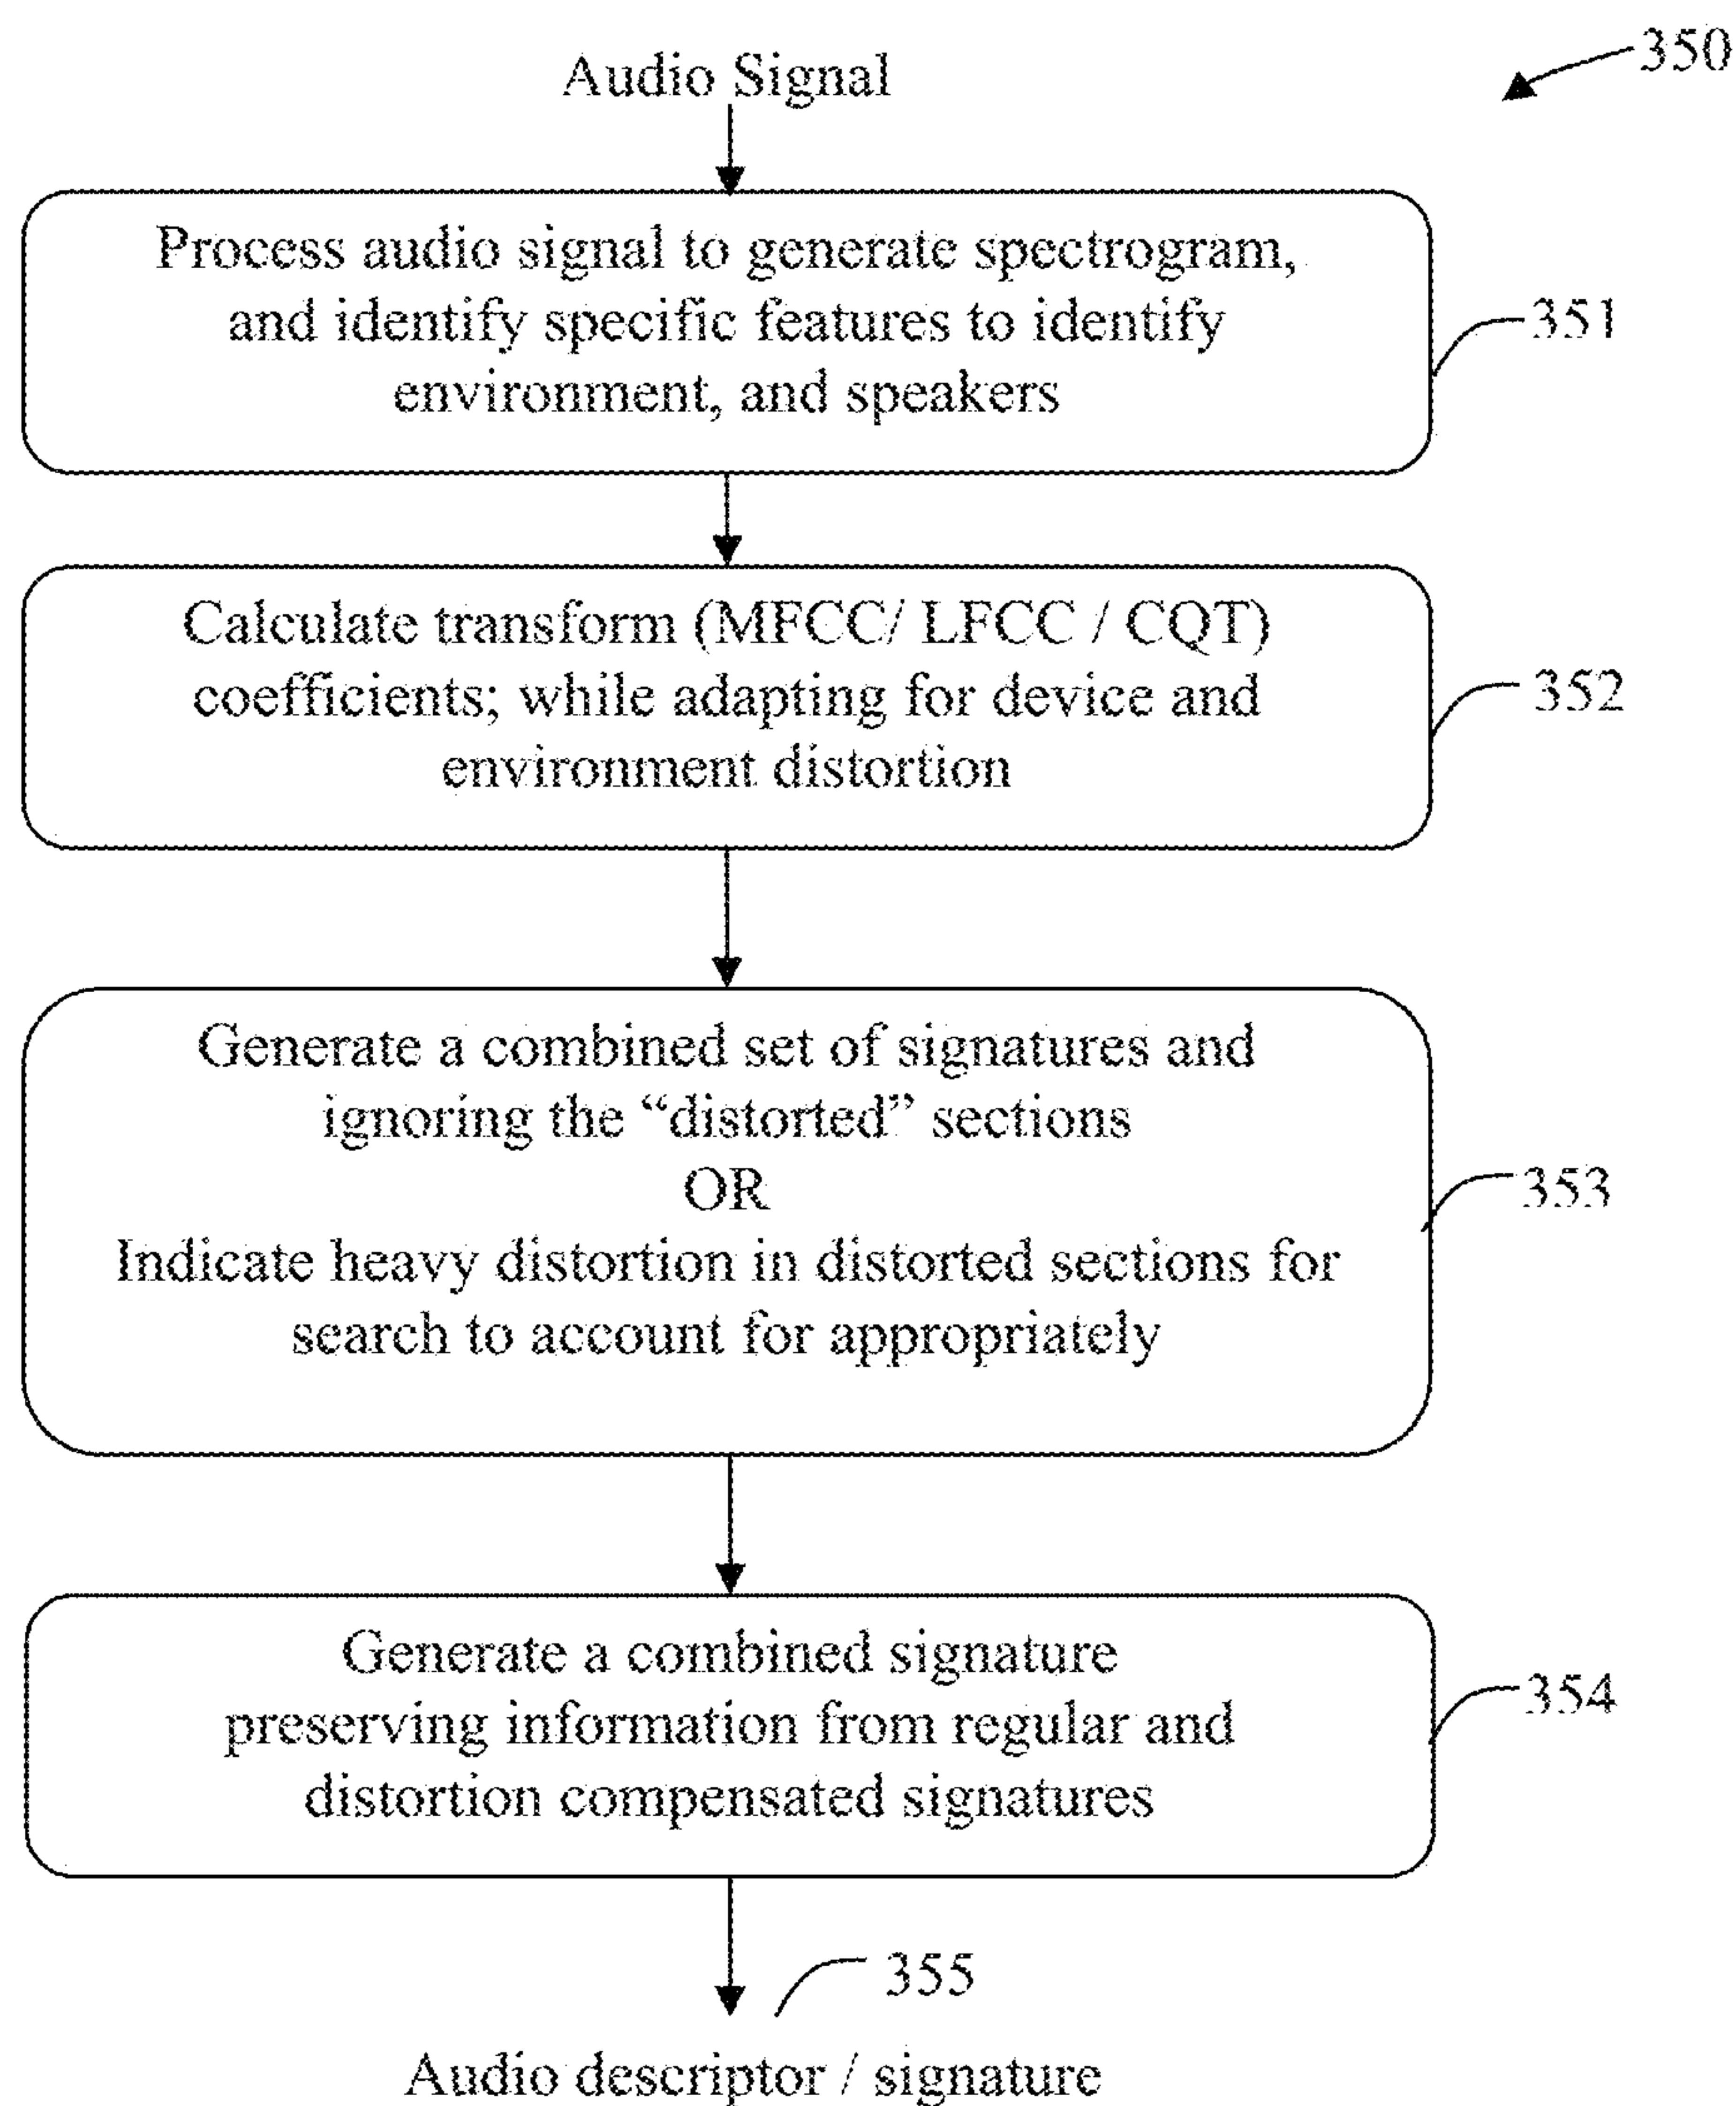 350
Audio Signal
Process audio signal to generate spectrogram,
and identify specific features to identify
environment, and speakers
351
Calculate transform (MFCC/ LFCC / CQT)
coefficients; while adapting for device and
environment distortion
352
Generate a combined set of signatures and
ignoring the “distorted” sections
OR
Indicate heavy distortion in distorted sections for
search to account for appropriately
353
Generate a combined signature
preserving information from regular and
distortion compensated signatures
354
355
Audio descriptor / signature